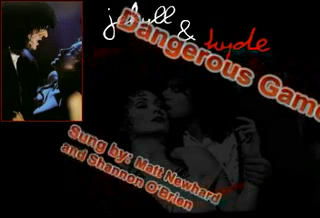 jekyll
& hyde
Dangerous Game
Sung by: Matt Newhard
and Shannon O'Brien